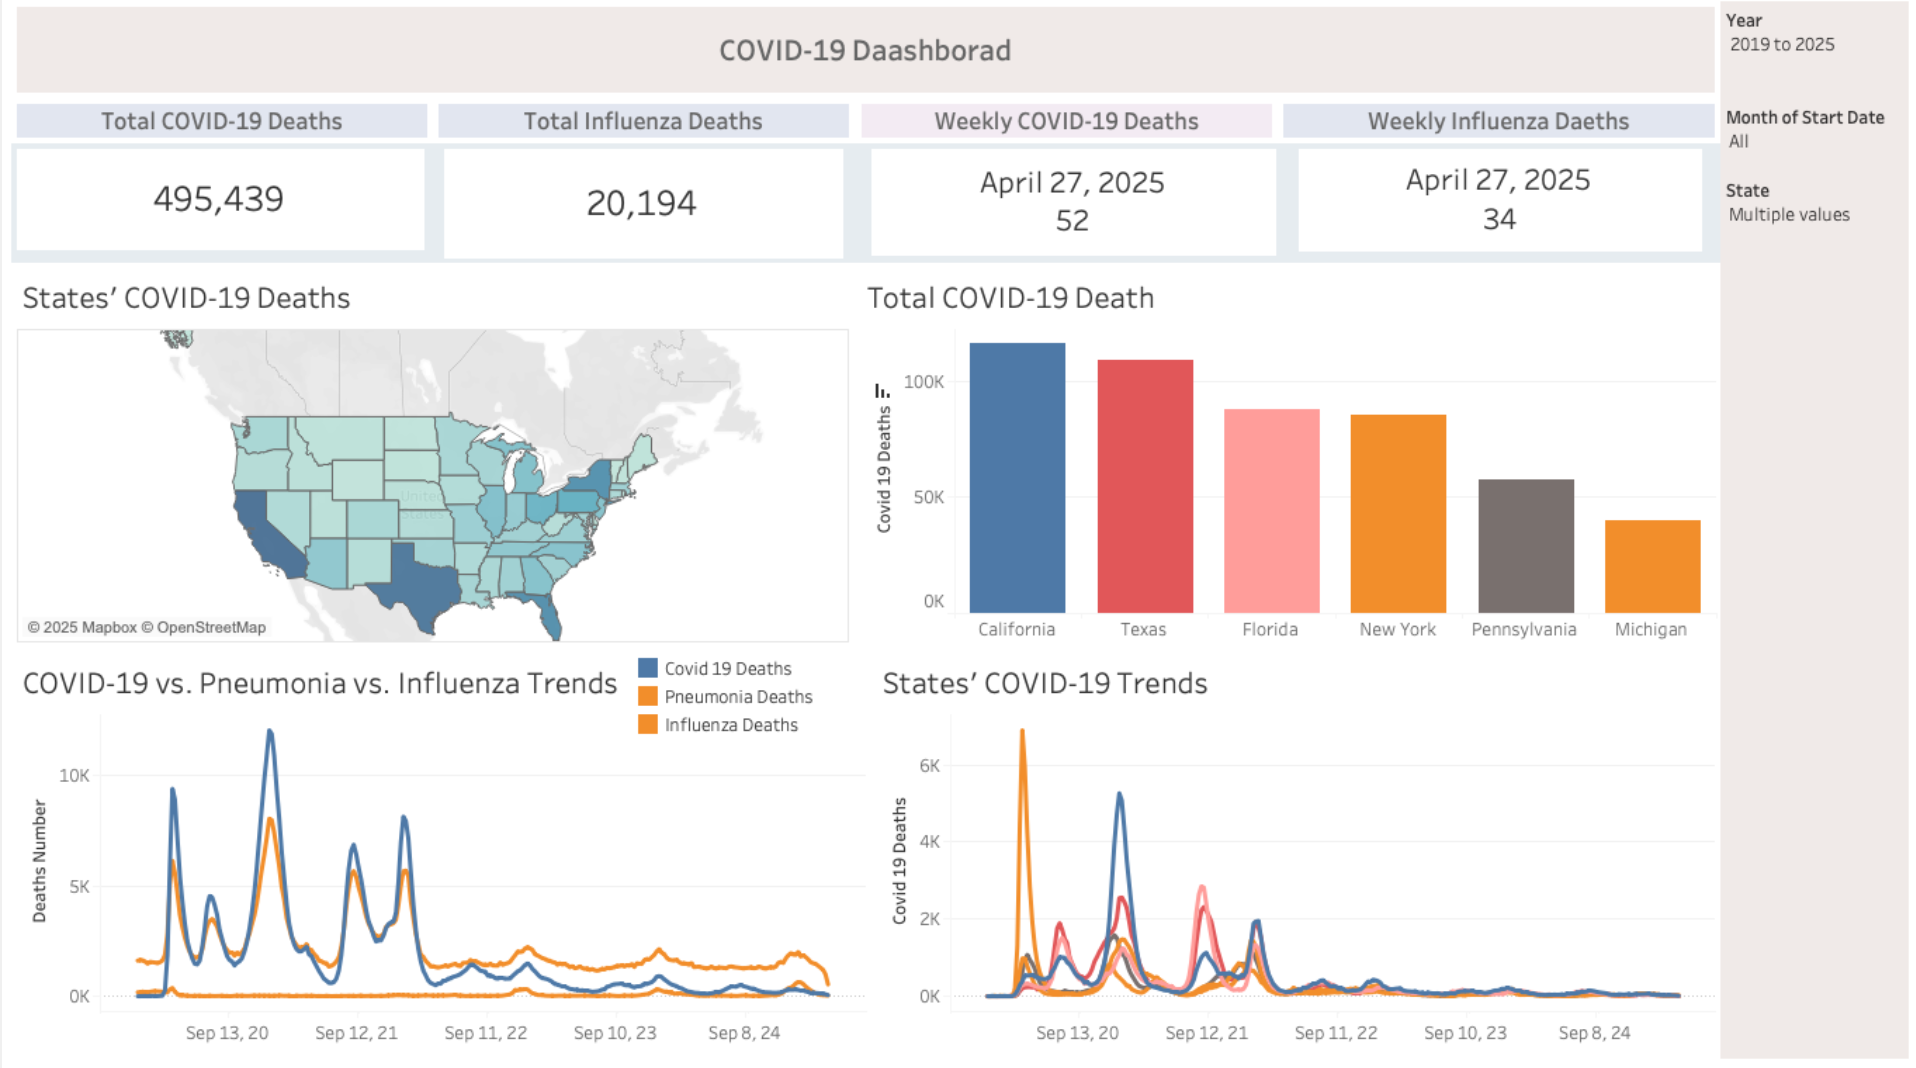 COVID-19 Daashborad
Year
2019 to 2025
Month of Start Date
All
State
Multiple values
Total COVID-19 Deaths
Total Influenza Deaths
Weekly COVID-19 Deaths
Weekly Influenza Daeths
495,439
20,194
April 27, 2025
52
April 27, 2025
34
States’ COVID-19 Deaths
United
States
© 2025 Mapbox © OpenStreetMap
Total COVID-19 Death
Covid 19 Deaths
100K
50K
0K
California
Texas
Florida
New York
Pennsylvania
Michigan
COVID-19 vs. Pneumonia vs. Influenza Trends
Covid 19 Deaths
Pneumonia Deaths
Influenza Deaths
Deaths Number
10K
5K
0K
Sep 13, 20
Sep 12, 21
Sep 11, 22
Sep 10, 23
Sep 8, 24
States’ COVID-19 Trends
Covid 19 Deaths
6K
4K
2K
0K
Sep 13, 20
Sep 12, 21
Sep 11, 22
Sep 10, 23
Sep 8, 24